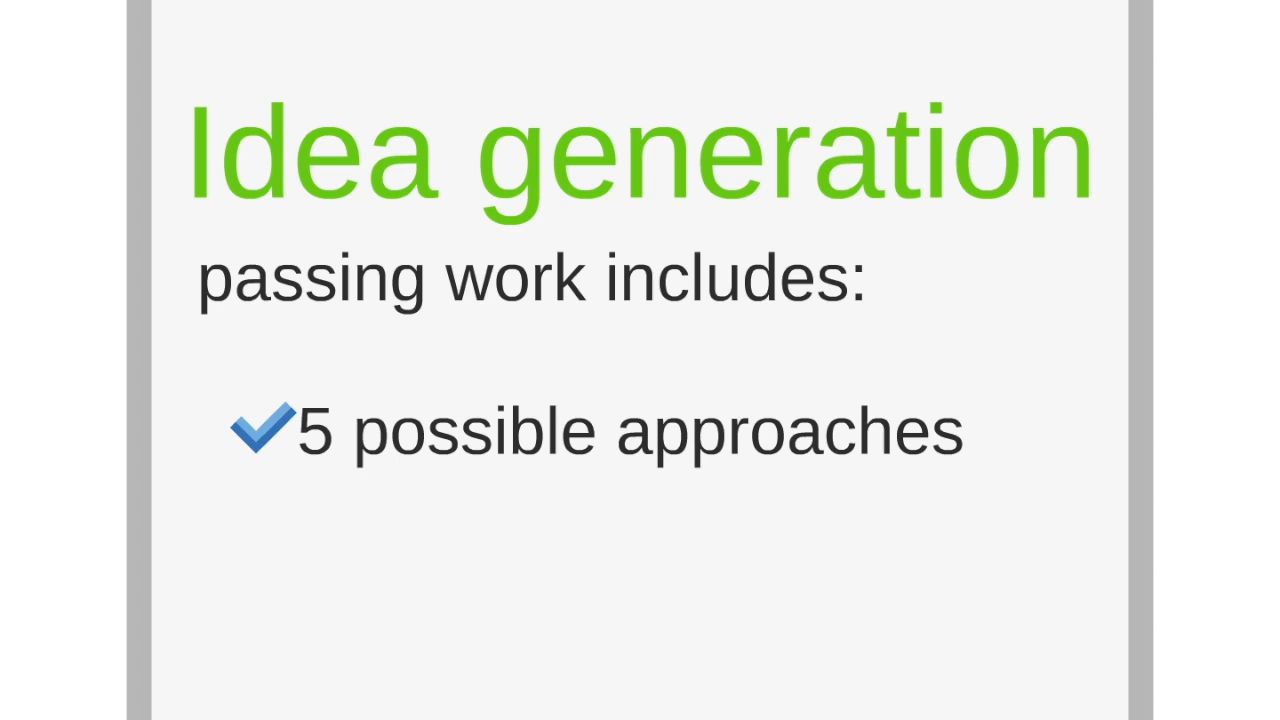 Idea generation
passing work includes:
5 possible approaches